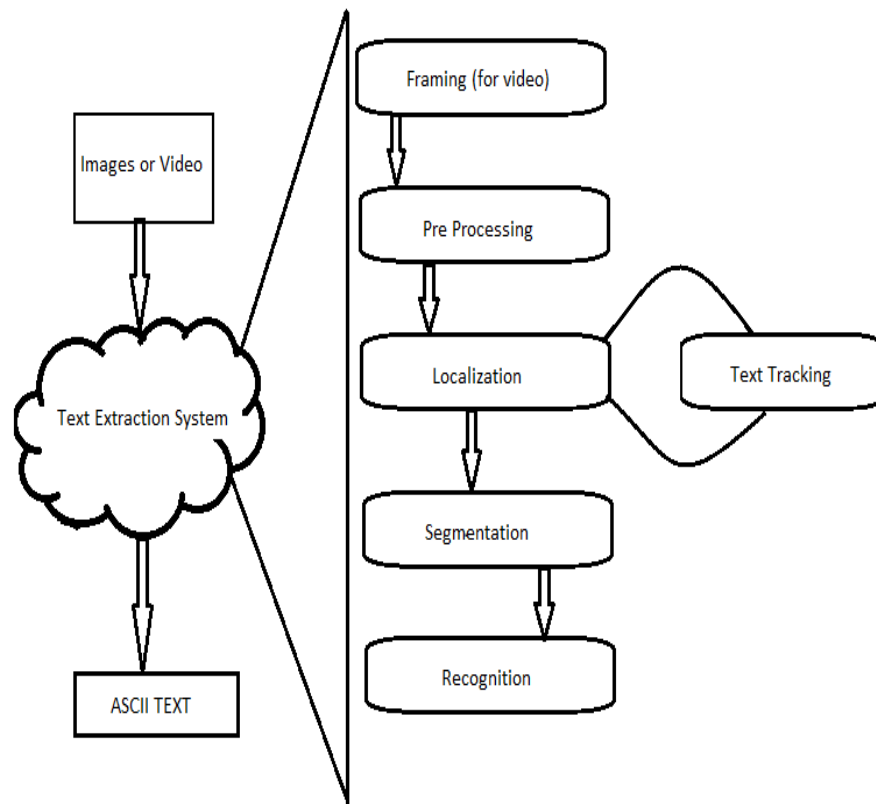 Framing (for video)
Images or Video
Pre Processing
Localization
Text Tracking
Text Extraction System
Segmentation
Recognition
ASCII TEXT